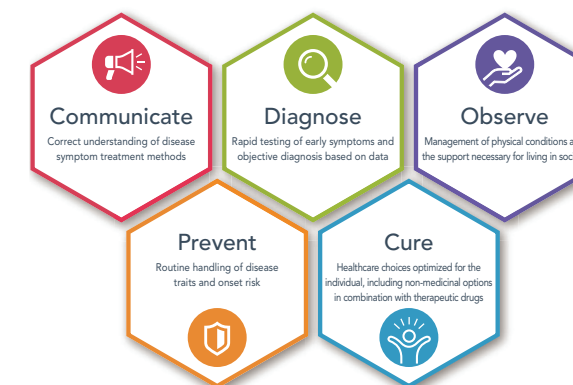 Communicate
Correct understanding of disease
symptom treatment methods
Diagnose
Rapid testing of early symptoms and
objective diagnosis based on data
Observe
Management of physical conditions
the support necessary for living in
Prevent
Routine handling of disease
traits and onset risk
Cure
Healthcare choices optimized for the
individual, including non-medicinal options
in combination with therapeutic drugs